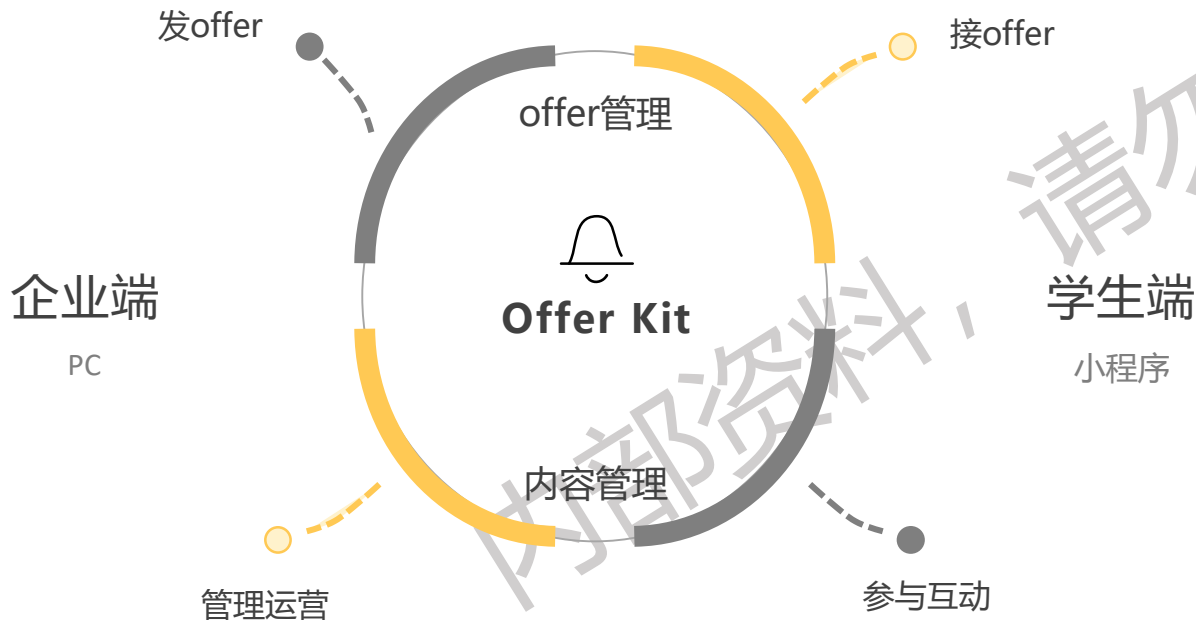 发offer
接offer
offer管理
企业端
PC
Offer Kit
学生端
小程序
内容管理
管理运营
参与互动
内部资料，请勿